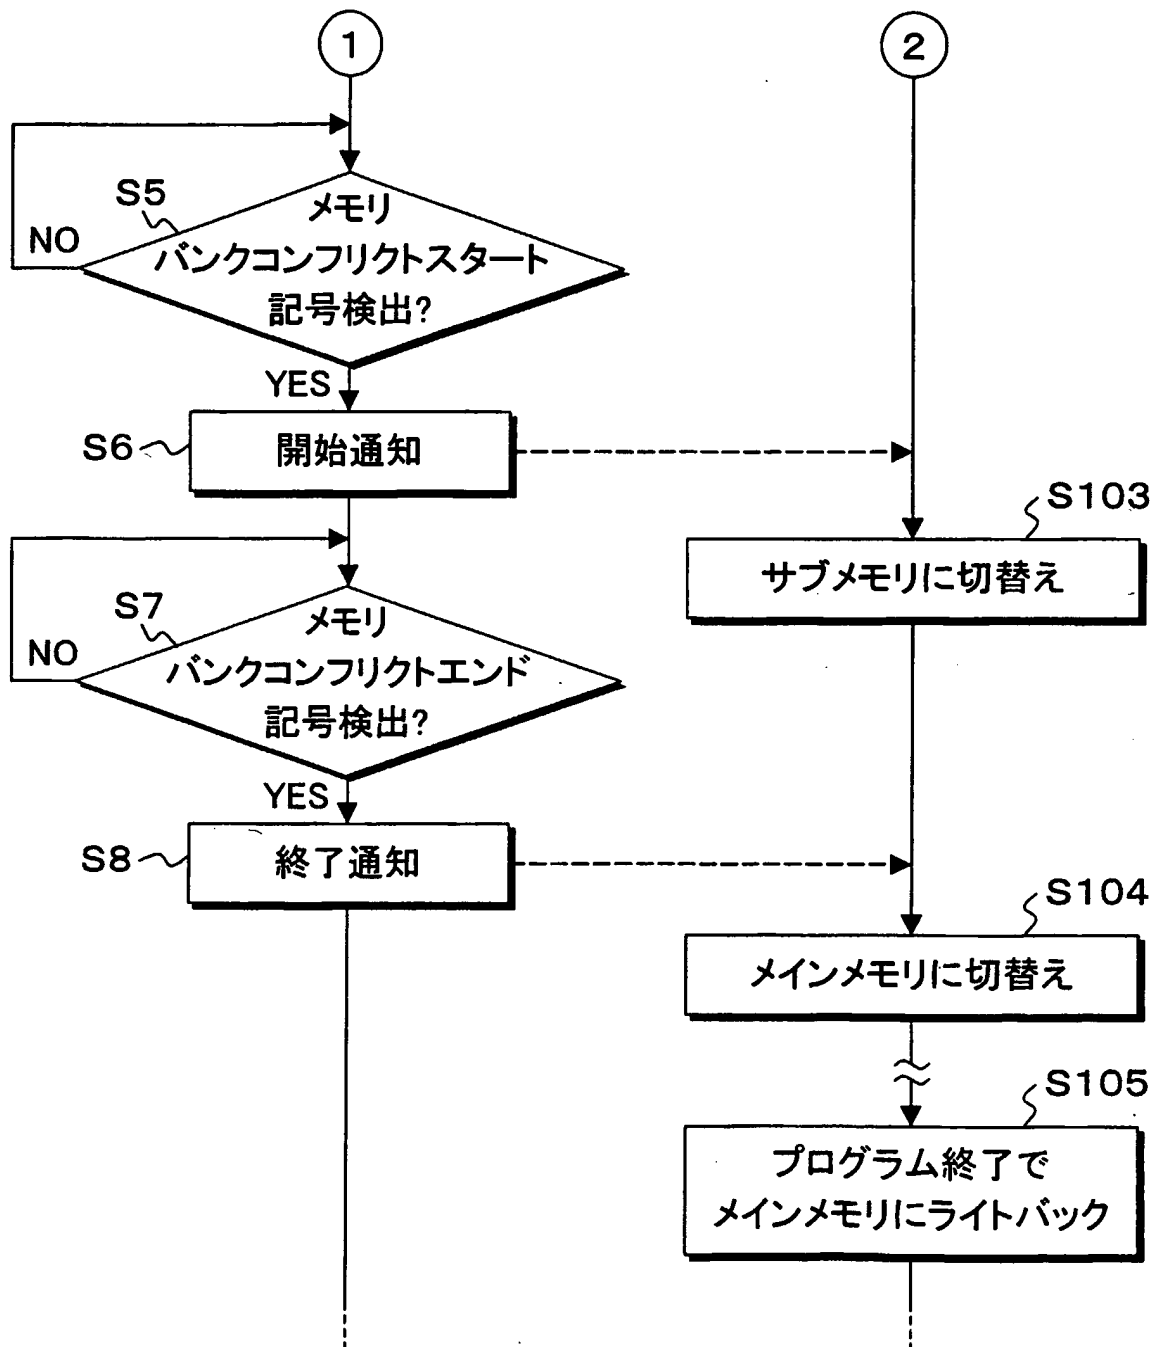 1
2
S5
メモリ
バンクコンフリクトスタート
記号検出?
NO
YES
S6
開始通知
S103
サブメモリに切替え
S7
メモリ
バンクコンフリクトエンド
記号検出?
NO
YES
S8
終了通知
S104
メインメモリに切替え
S105
プログラム終了で
メインメモリにライトバック